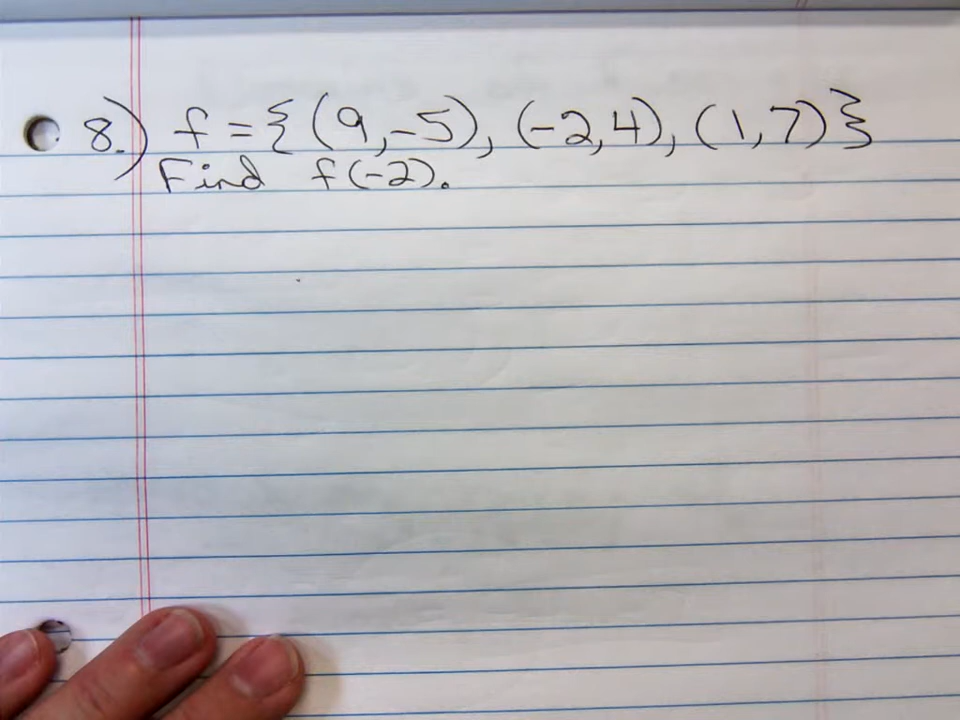 8.) f = {(9,-5), (-2,4), (1,7)}
Find f(-2).